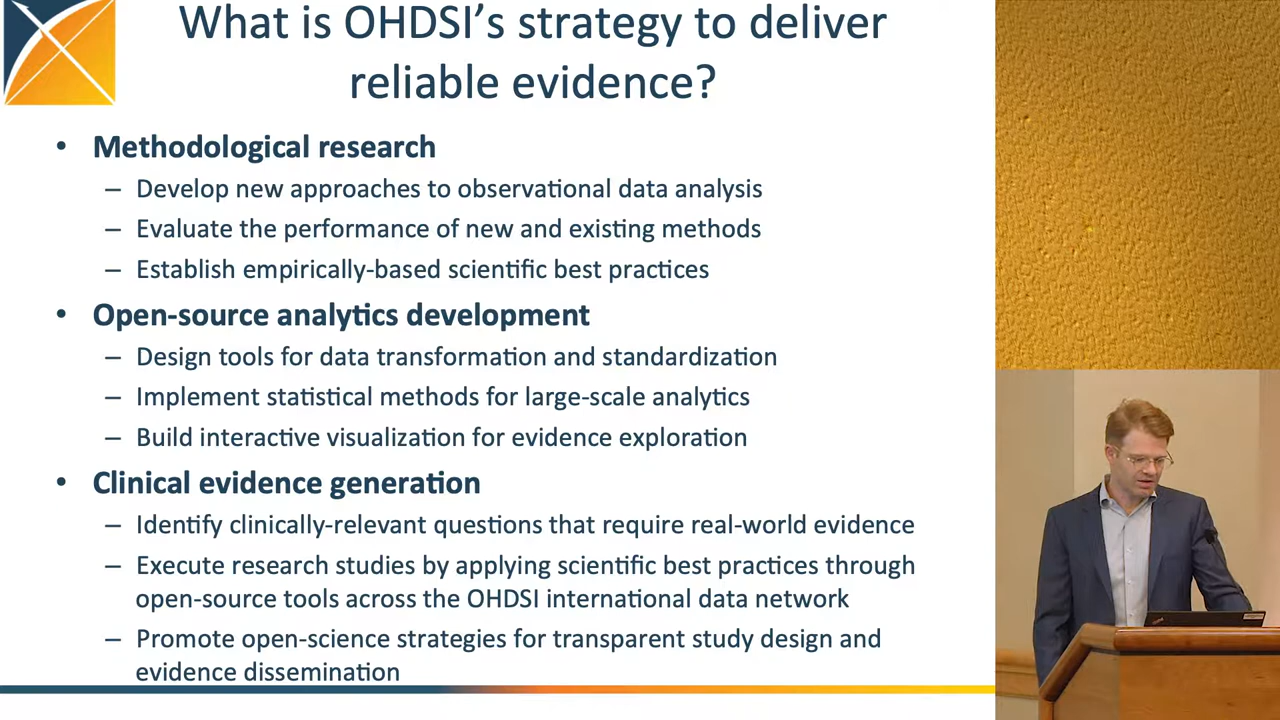 What is OHDSI's strategy to deliver
reliable evidence?
• Methodological research
– Develop new approaches to observational data analysis
– Evaluate the performance of new and existing methods
– Establish empirically-based scientific best practices
• Open-source analytics development
– Design tools for data transformation and standardization
– Implement statistical methods for large-scale analytics
– Build interactive visualization for evidence exploration
• Clinical evidence generation
– Identify clinically-relevant questions that require real-world evidence
– Execute research studies by applying scientific best practices through
open-source tools across the OHDSI international data network
– Promote open-science strategies for transparent study design and
evidence dissemination